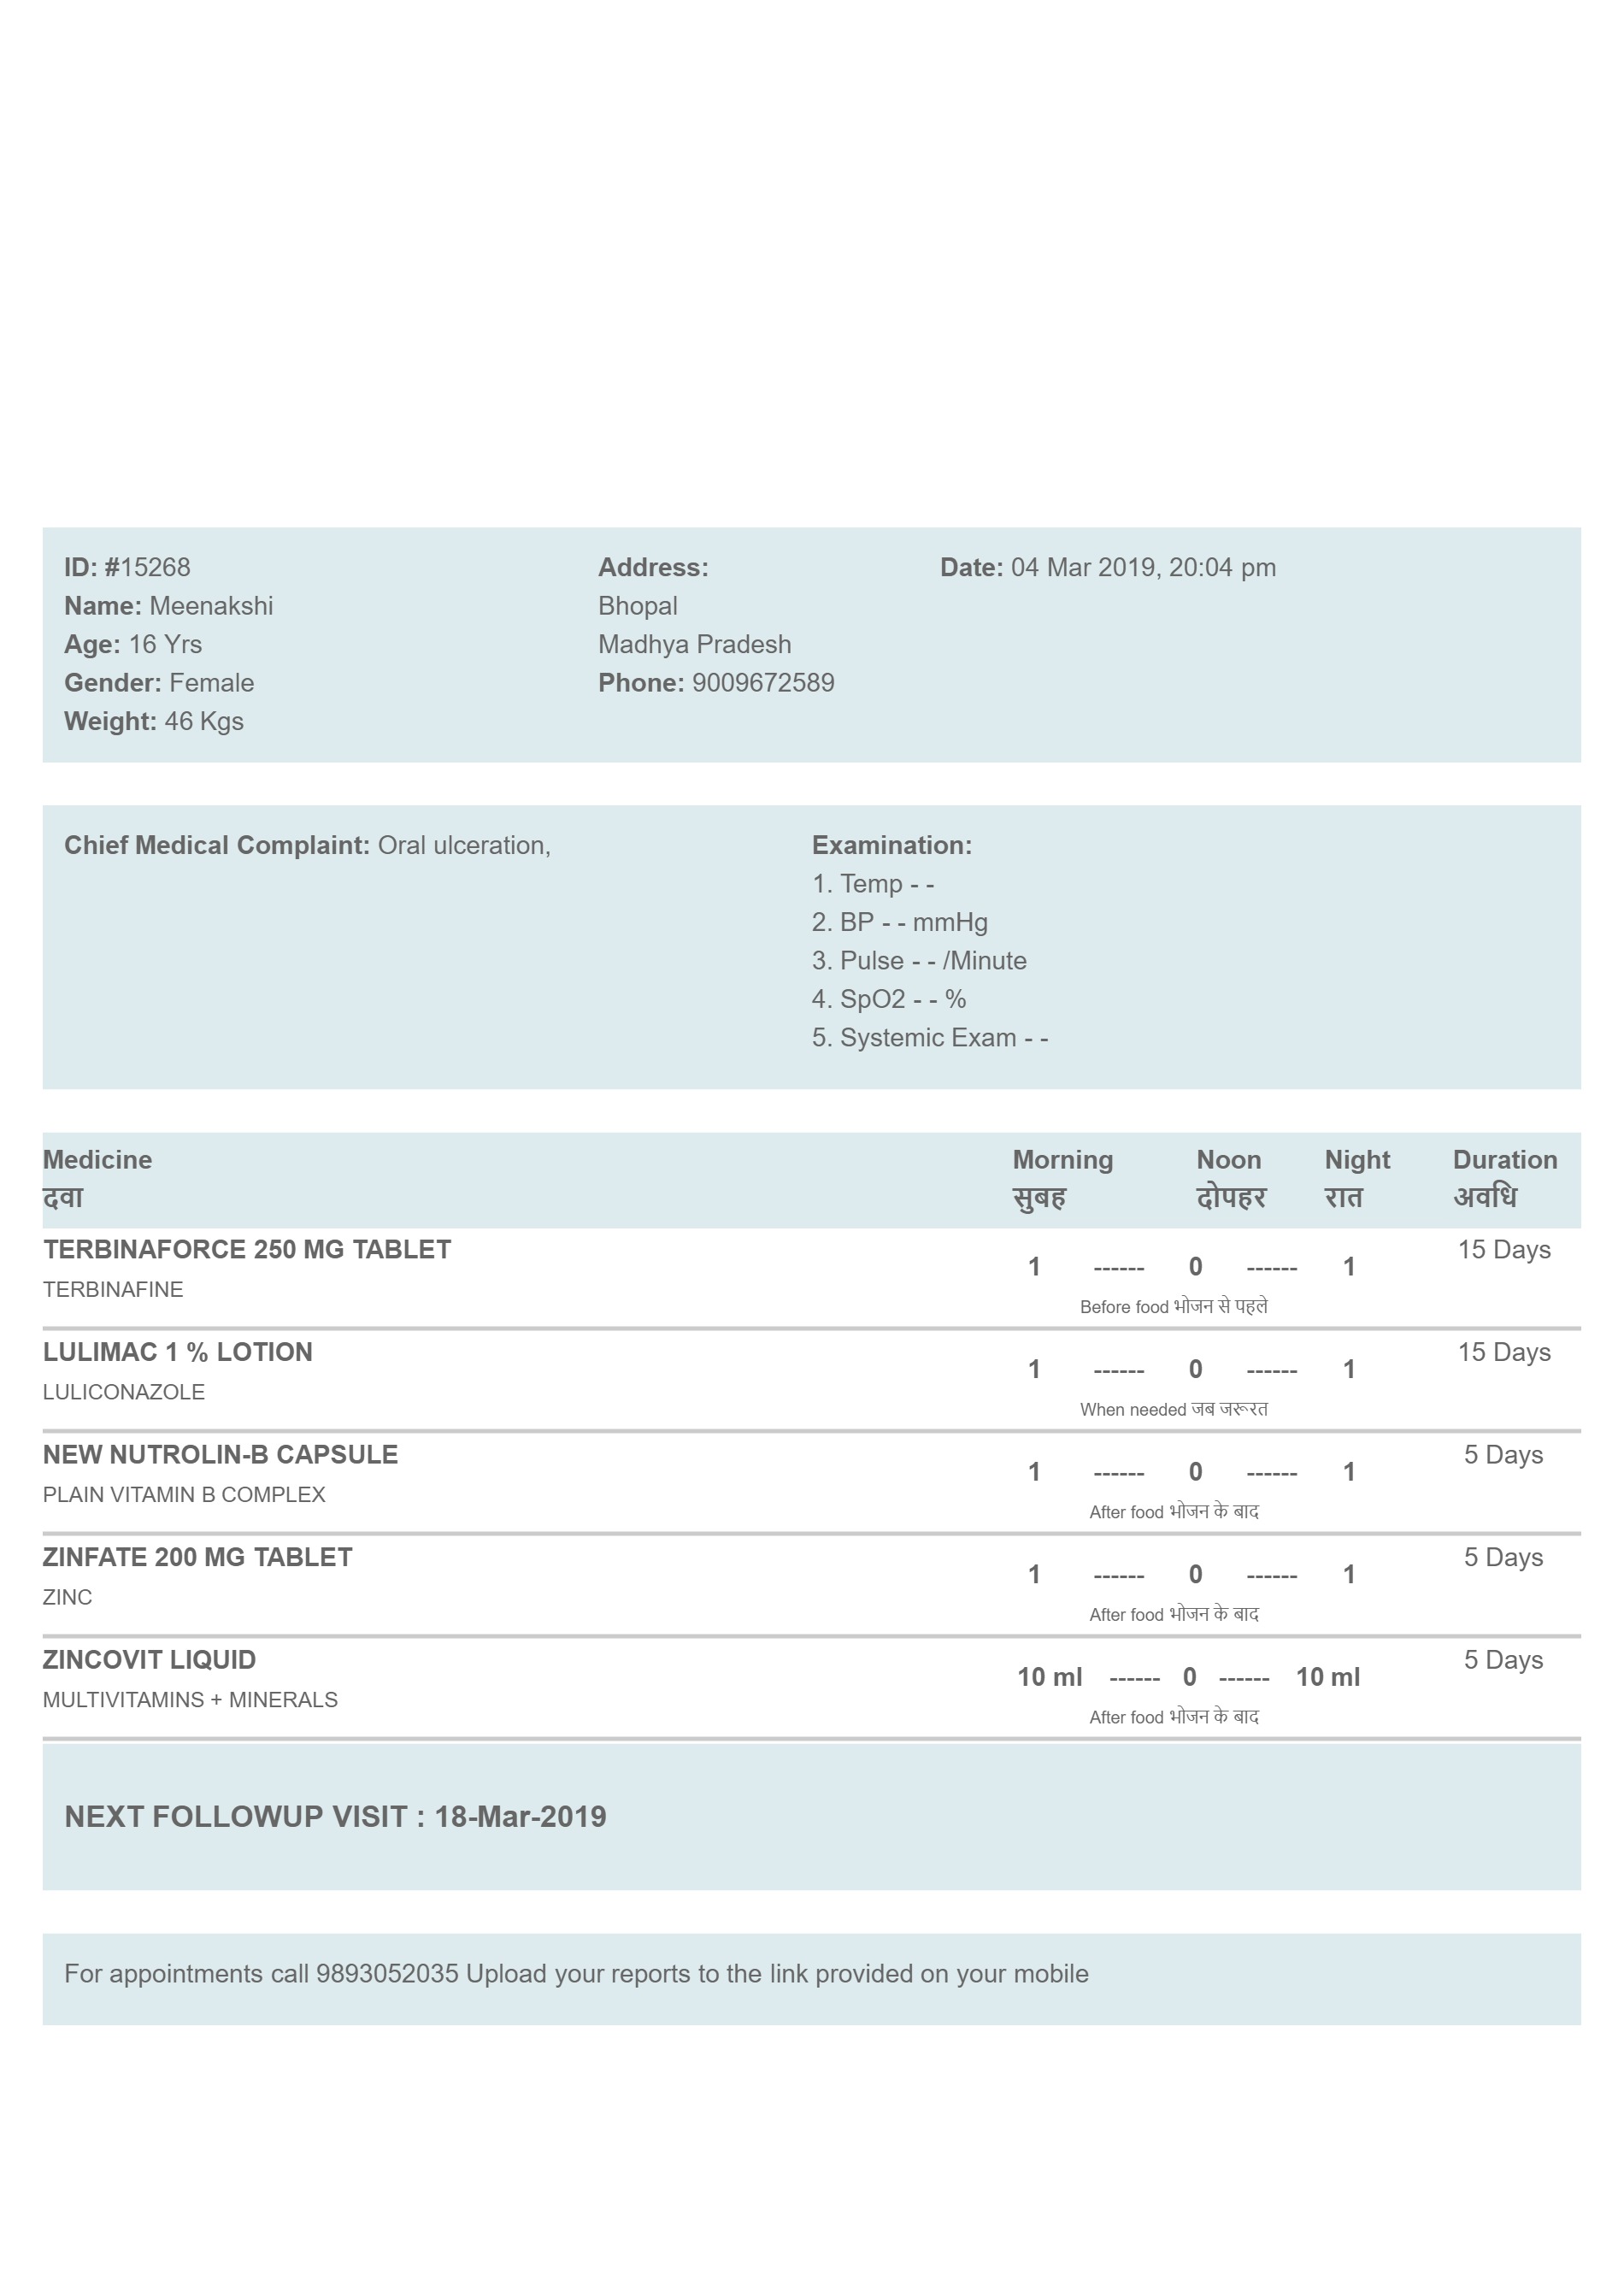 ID: #15268
Name: Meenakshi
Age: 16 Yrs
Gender: Female
Weight: 46 Kgs
Address:
Bhopal
Madhya Pradesh
Phone: 9009672589
Date: 04 Mar 2019, 20:04 pm
Chief Medical Complaint: Oral ulceration,
Examination:
1. Temp - -
2. BP - - mmHg
3. Pulse - - /Minute
4. SpO2 - - %
5. Systemic Exam - -
Medicine Morning Noon Night Duration
दवा सुबह दोपहर रात अवधि
TERBINAFORCE 250 MG TABLET 15 Days
1 ------ 0 ------ 1
TERBINAFINE
Before food भोजन से पहले
LULIMAC 1 % LOTION 15 Days
1 ------ 0 ------ 1
LULICONAZOLE
When needed जब जरूरत
NEW NUTROLIN-B CAPSULE 5 Days
1 ------ 0 ------ 1
PLAIN VITAMIN B COMPLEX
After food भोजन के बाद
ZINFATE 200 MG TABLET 5 Days
1 ------ 0 ------ 1
ZINC
After food भोजन के बाद
ZINCOVIT LIQUID 5 Days
10 ml ------ 0 ------ 10 ml
MULTIVITAMINS + MINERALS
After food भोजन के बाद
NEXT FOLLOWUP VISIT : 18-Mar-2019
For appointments call 9893052035 Upload your reports to the link provided on your mobile